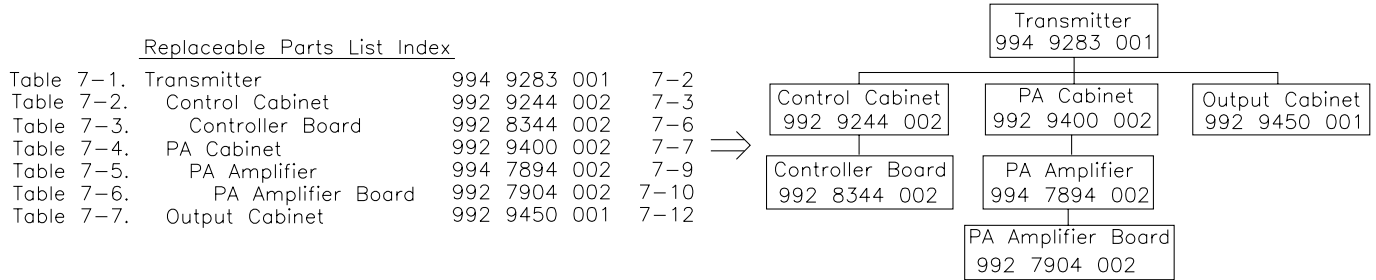 Replaceable Parts List Index
Table 7-1. Transmitter 994 9283 001 7-2
Table 7-2. Control Cabinet 992 9244 002 7-3
Table 7-3. Controller Board 992 8344 002 7-6
Table 7-4. PA Cabinet 992 9400 002 7-7
Table 7-5. PA Amplifier 994 7894 002 7-9
Table 7-6. PA Amplifier Board 992 7904 002 7-10
Table 7-7. Output Cabinet 992 9450 001 7-12
Transmitter
994 9283 001
Control Cabinet
992 9244 002
PA Cabinet
992 9400 002
Output Cabinet
992 9450 001
Controller Board
992 8344 002
PA Amplifier
994 7894 002
PA Amplifier Board
992 7904 002